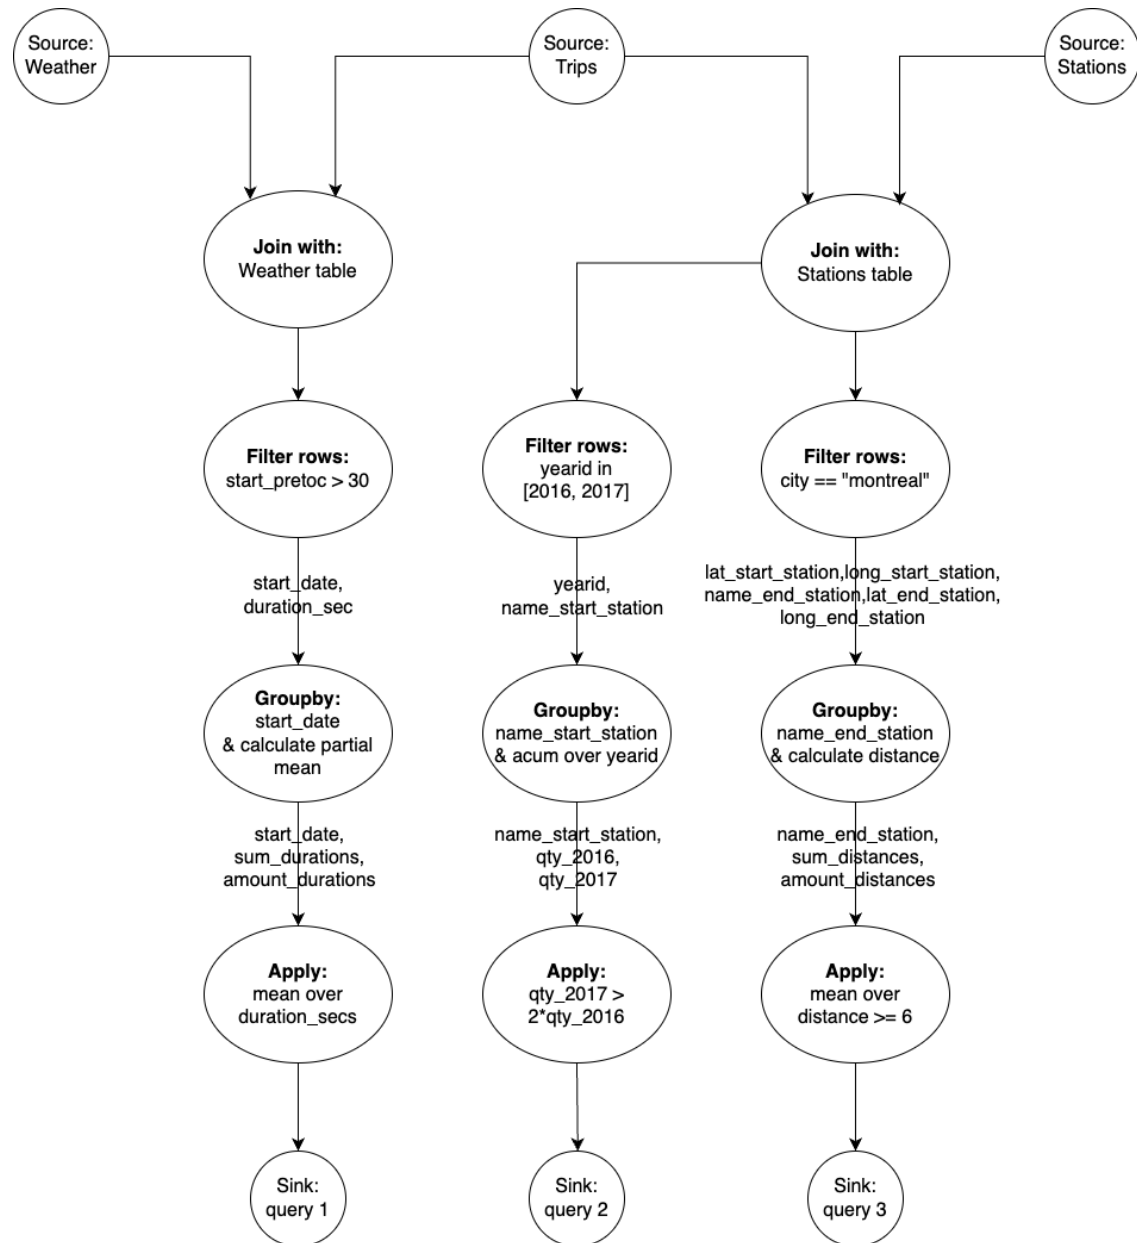 Source:
Weather
Source:
Trips
Source:
Stations
Join with:
Weather table
Join with:
Stations table
Filter rows:
start_pretoc > 30
Filter rows:
yearid in
[2016, 2017]
Filter rows:
city == "montreal"
start_date,
duration_sec
yearid,
name_start_station
lat_start_station,long_start_station,
name_end_station,lat_end_station,
long_end_station
Groupby:
start_date
& calculate partial
mean
Groupby:
name_start_station
& acum over yearid
Groupby:
name_end_station
& calculate distance
start_date,
sum_durations,
amount_durations
name_start_station,
qty_2016,
qty_2017
name_end_station,
sum_distances,
amount_distances
Apply:
mean over
duration_secs
Apply:
qty_2017 >
2*qty_2016
Apply:
mean over
distance >= 6
Sink:
query 1
Sink:
query 2
Sink:
query 3